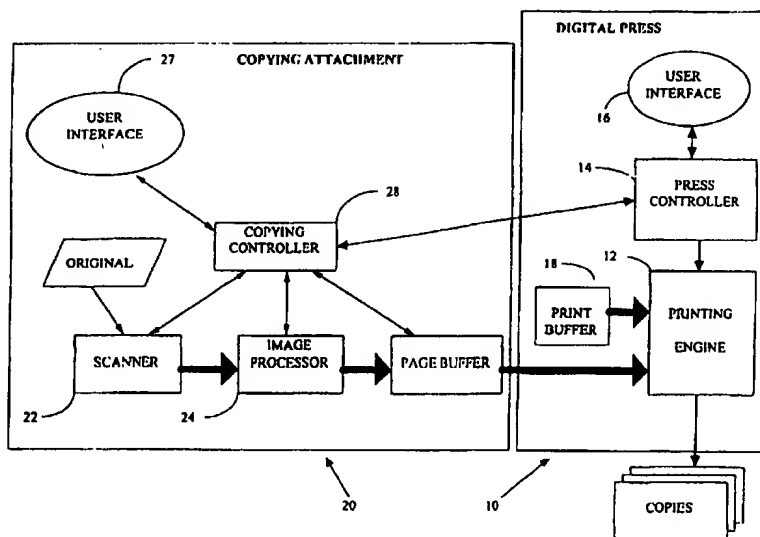 DIGITAL PRESS
27
COPYING ATTACHMENT
USER
INTERFACE
USER
INTERFACE
16
14
28
PRESS
CONTROLLER
COPYING
CONTROLLER
ORIGINAL
18
12
PRINT
BUFFER
PRINTING
ENGINE
SCANNER
IMAGE
PROCESSOR
PAGE BUFFER
22
24
20
10
COPIES